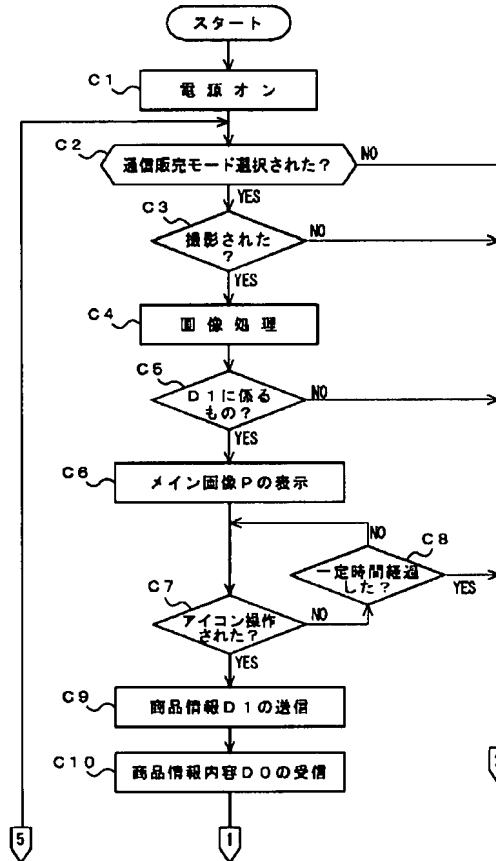 スタート
C1
電源オン
C2
通信販売モード選択された?
NO
YES
C3
撮影された
?
NO
YES
C4
画像処理
C5
D1に係る
もの?
NO
YES
C6
メイン画像Pの表示
NO
C8
一定時間経過
した?
YES
C7
アイコン操作
された?
NO
YES
C9
商品情報D1の送信
C10
商品情報内容D0の受信
5
1